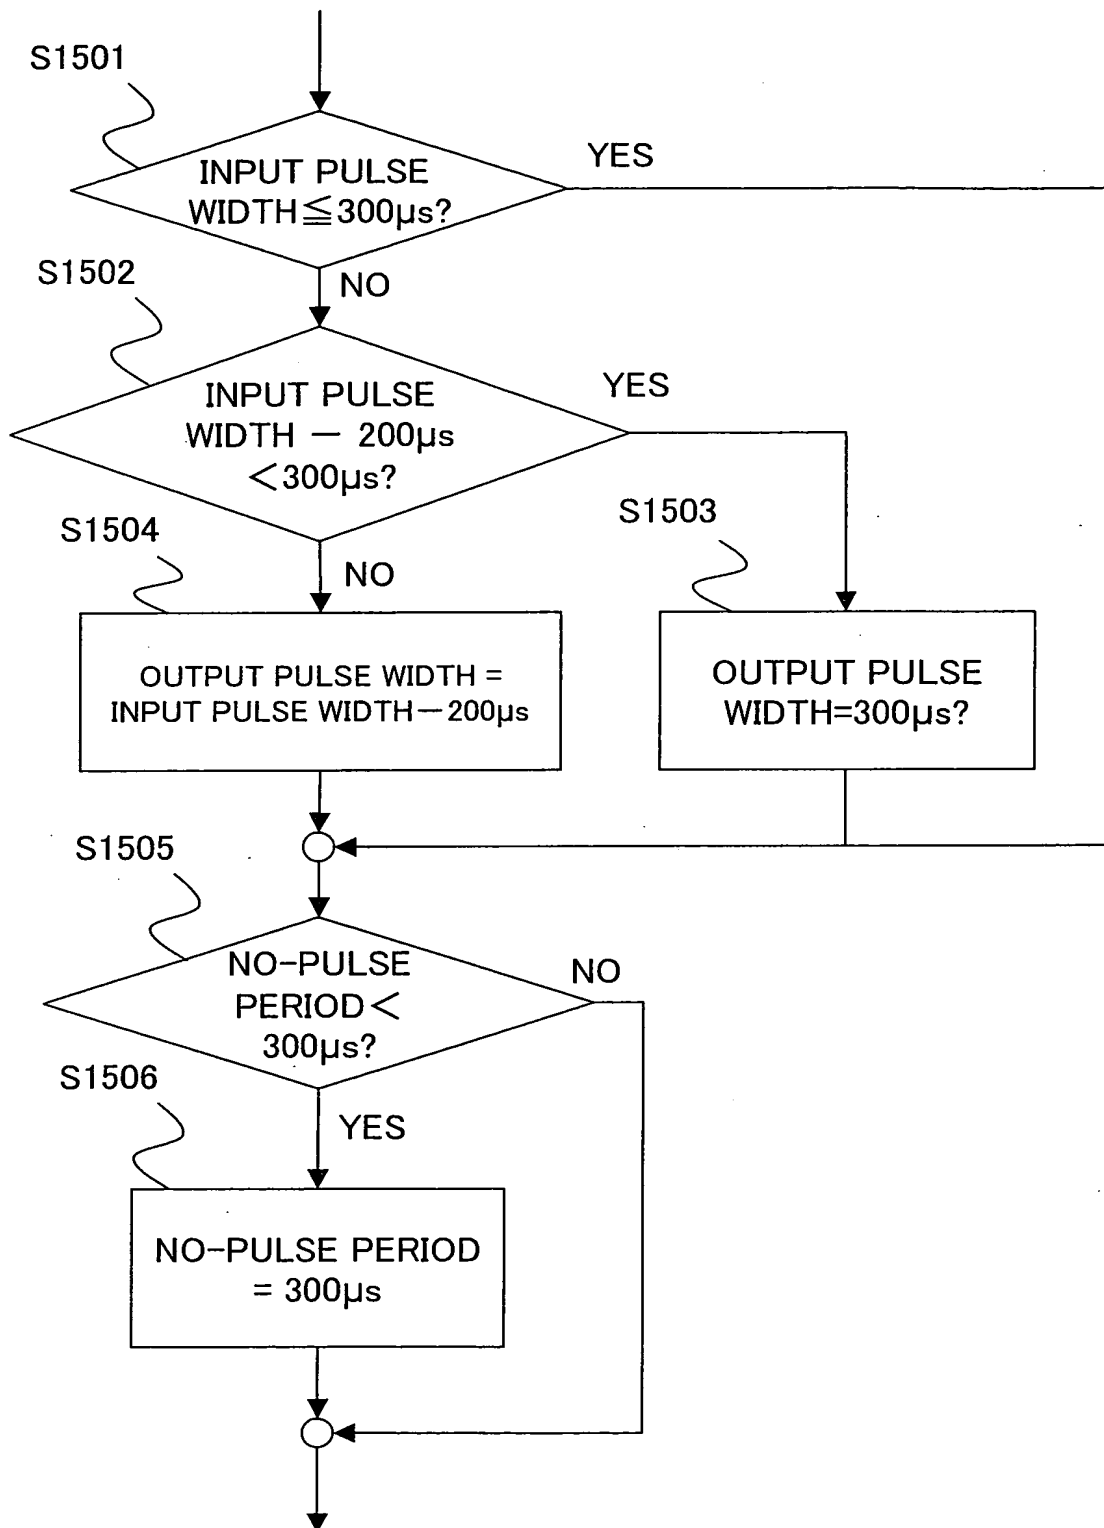 S1501
INPUT PULSE
WIDTH≦300µs?
YES
NO
S1502
INPUT PULSE
WIDTH − 200µs
<300µs?
YES
NO
S1504
OUTPUT PULSE WIDTH =
INPUT PULSE WIDTH−200µs
S1503
OUTPUT PULSE
WIDTH=300µs?
S1505
NO-PULSE
PERIOD<
300µs?
NO
YES
S1506
NO-PULSE PERIOD
= 300µs